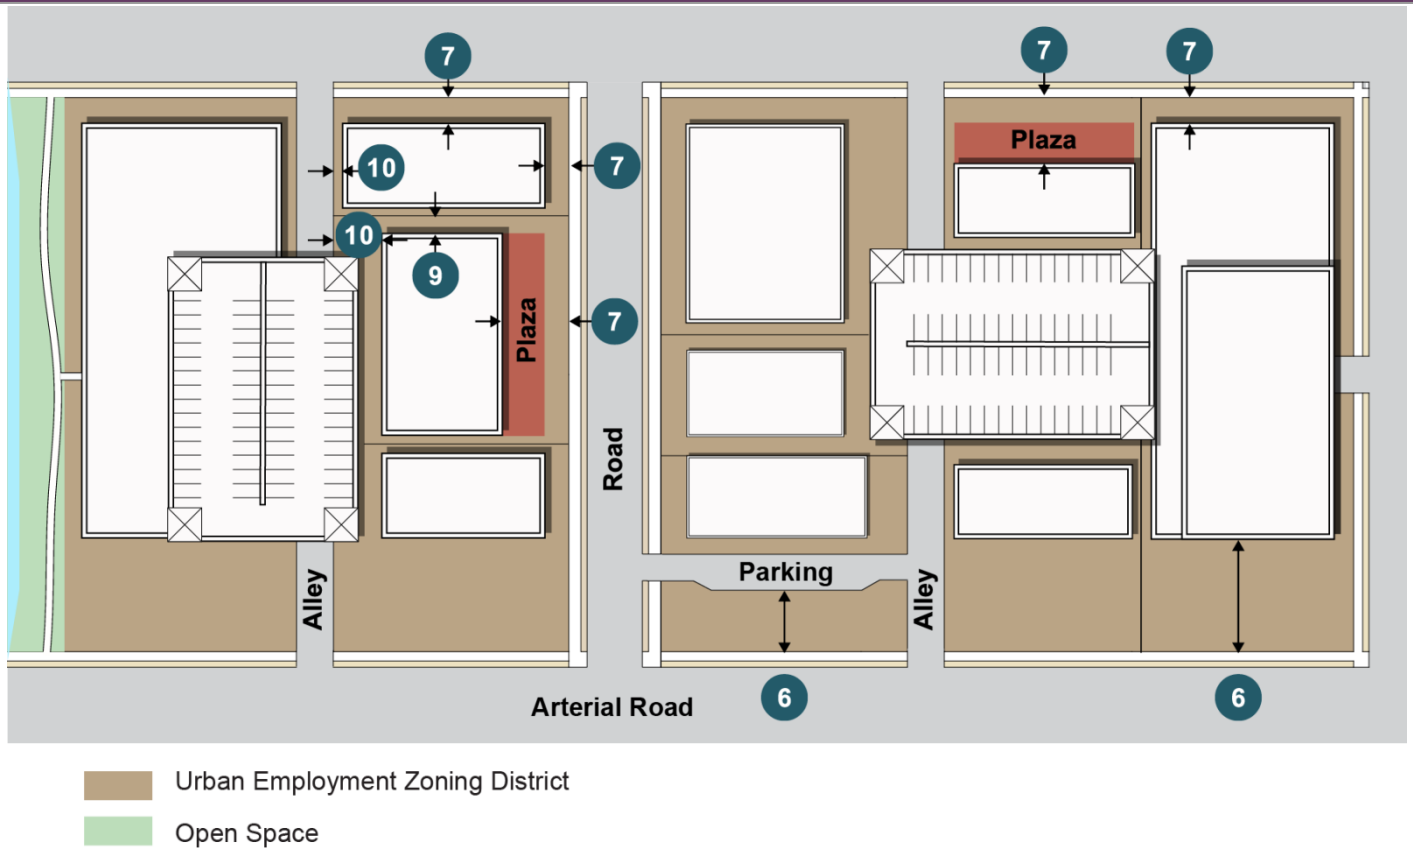 7
7
7
Plaza
10
7
10
9
Plaza
7
Road
Parking
Alley
Alley
6
6
Arterial Road
Urban Employment Zoning District
Open Space